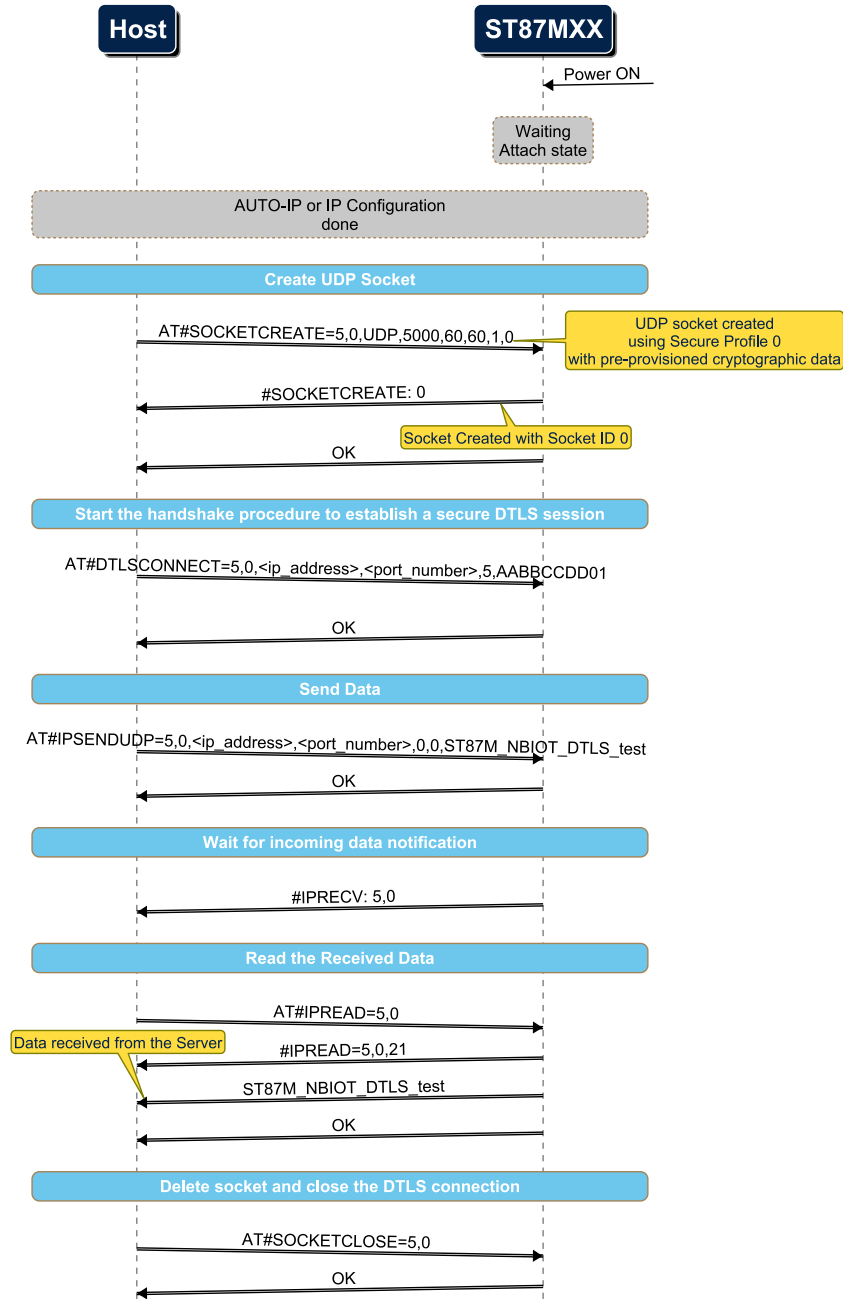 Host
ST87MXX
Power ON
Waiting
Attach state
AUTO-IP or IP Configuration
done
Create UDP Socket
AT#SOCKETCREATE=5,0,UDP,5000,60,60,1,0
UDP socket created
using Secure Profile 0
with pre-provisioned cryptographic data
#SOCKETCREATE: 0
Socket Created with Socket ID 0
OK
Start the handshake procedure to establish a secure DTLS session
AT#DTLSCONNECT=5,0,<ip_address>,<port_number>,5,AABBCCDD01
OK
Send Data
AT#IPSENDUDP=5,0,<ip_address>,<port_number>,0,0,ST87M_NBIOT_DTLS_test
OK
Wait for incoming data notification
#IPRECV: 5,0
Read the Received Data
AT#IPREAD=5,0
Data received from the Server
#IPREAD=5,0,21
ST87M_NBIOT_DTLS_test
OK
Delete socket and close the DTLS connection
AT#SOCKETCLOSE=5,0
OK